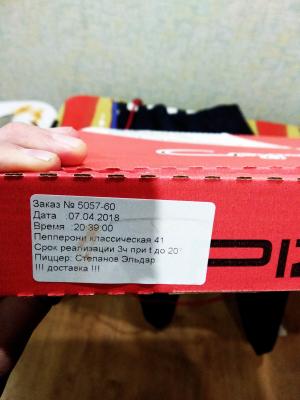 Заказ № 5057-60
Дата :07.04.2018
Время :20:39:00
Пепперони классическая 41
Срок реализации 3ч при t до 20°
Пиццер: Степанов Эльдар
!!! доставка !!!